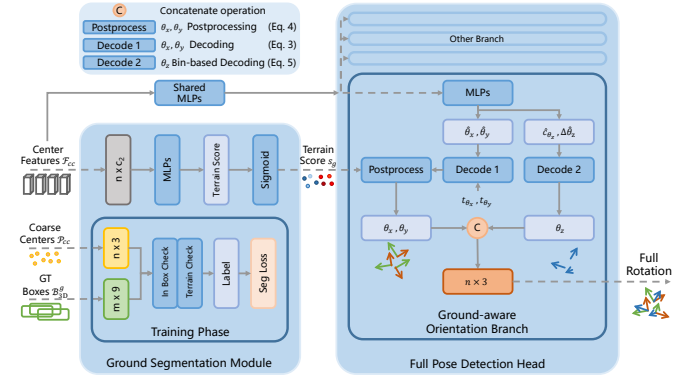 C Concatenate operation
Postprocess θx, θy Postprocessing (Eq. 4)
Decode 1 θx, θy Decoding (Eq. 3)
Decode 2 θz Bin-based Decoding (Eq. 5)
Other Branch
Shared
MLPs
MLPs
Center
Features ℱcc
n x c2
MLPs
Terrain Score
Sigmoid
Terrain
Score sg
θ̂x , θ̂y
ĉθz, Δθ̂z
Postprocess
Decode 1
Decode 2
tθx, tθy
θx , θy
C
θz
n × 3
Full
Rotation
Ground-aware
Orientation Branch
Full Pose Detection Head
Coarse
Centers 𝒫cc
n x 3
GT
Boxes ℬ3D^g
m x 9
In Box Check
Terrain Check
Label
Seg Loss
Training Phase
Ground Segmentation Module